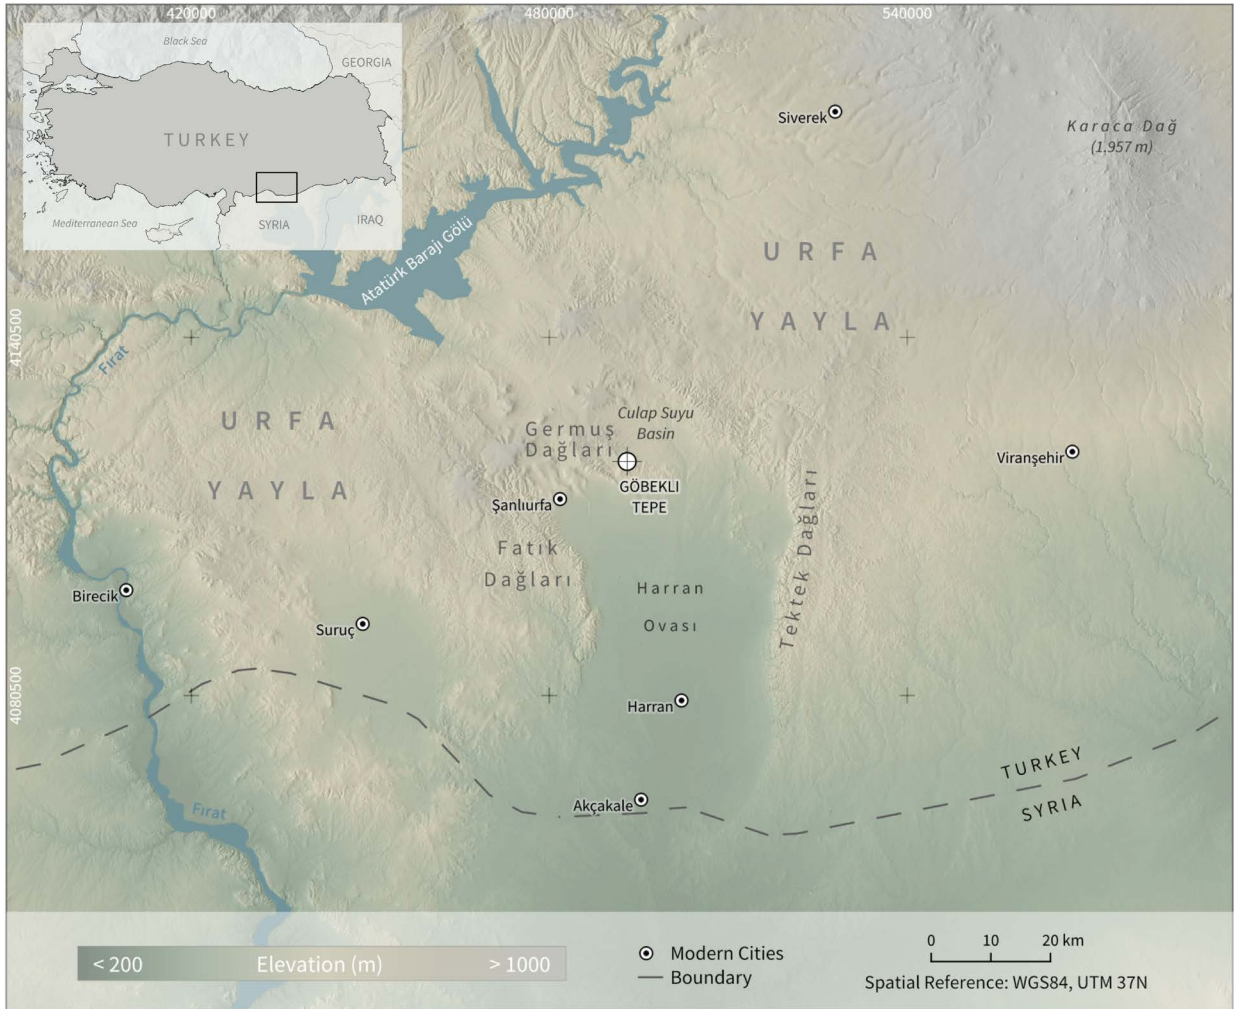 420000
480000
540000
Black Sea
GEORGIA
TURKEY
Mediterranean Sea
SYRIA
IRAQ
Siverek
Karaca Dağ
(1.957 m)
Atatürk Barajı Gölü
URFA
YAYLA
4140500
Fırat
URFA
YAYLA
Germuş
Dağları
Culap Suyu
Basin
GÖBEKLI
TEPE
Şanlıurfa
Viranşehir
Tektek Dağları
Fatık
Dağları
Harran
Ovası
Birecik
Suruç
4080500
Harran
Akçakale
TURKEY
SYRIA
Fırat
< 200
Elevation (m)
> 1000
Modern Cities
Boundary
0 10 20 km
Spatial Reference: WGS84, UTM 37N